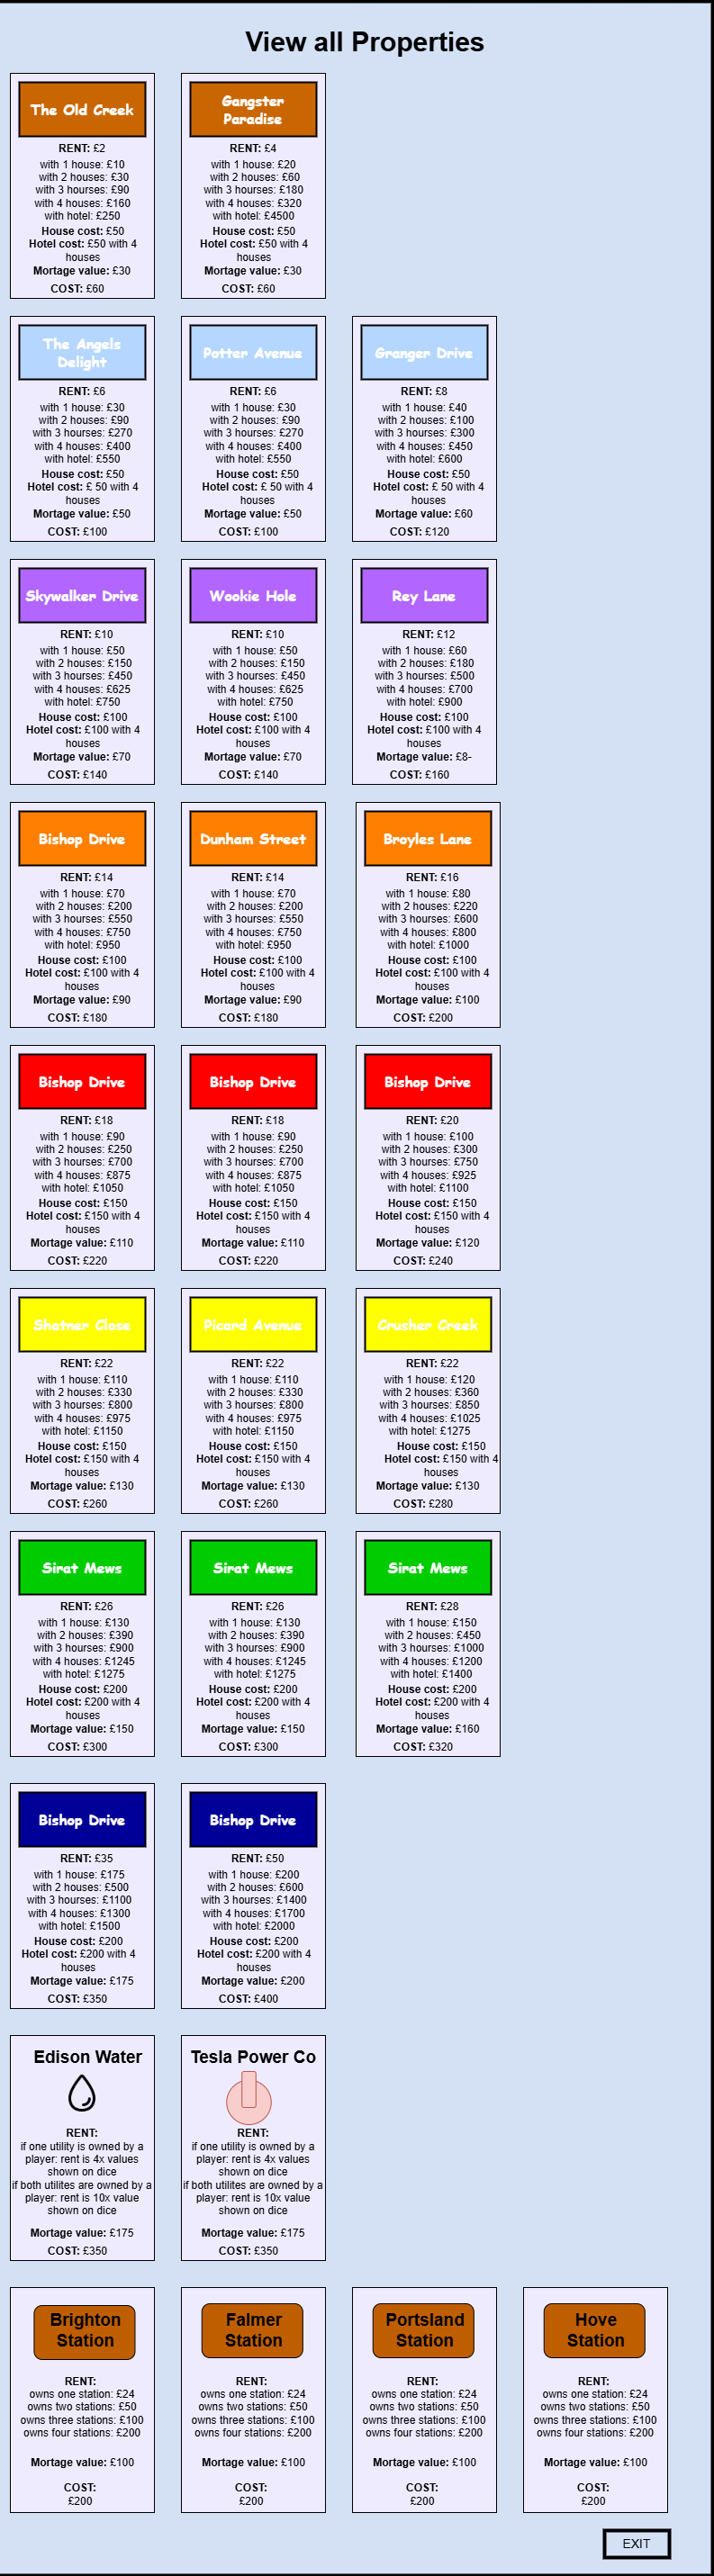 View all Properties
The Old Creek
RENT: £2
with 1 house: £10
with 2 houses: £30
with 3 hourses: £90
with 4 houses: £160
with hotel: £250
House cost: £50
Hotel cost: £50 with 4
houses
Mortage value: £30
COST: £60
Gangster
Paradise
RENT: £4
with 1 house: £20
with 2 houses: £60
with 3 hourses: £180
with 4 houses: £320
with hotel: £4500
House cost: £50
Hotel cost: £50 with 4
houses
Mortage value: £30
COST: £60
The Angels
Delight
RENT: £6
with 1 house: £30
with 2 houses: £90
with 3 hourses: £270
with 4 houses: £400
with hotel: £550
House cost: £50
Hotel cost: £ 50 with 4
houses
Mortage value: £50
COST: £100
Potter Avenue
RENT: £6
with 1 house: £30
with 2 houses: £90
with 3 hourses: £270
with 4 houses: £400
with hotel: £550
House cost: £50
Hotel cost: £ 50 with 4
houses
Mortage value: £50
COST: £100
Granger Drive
RENT: £8
with 1 house: £40
with 2 houses: £100
with 3 hourses: £300
with 4 houses: £450
with hotel: £600
House cost: £50
Hotel cost: £ 50 with 4
houses
Mortage value: £60
COST: £120
Skywalker Drive
RENT: £10
with 1 house: £50
with 2 houses: £150
with 3 hourses: £450
with 4 houses: £625
with hotel: £750
House cost: £100
Hotel cost: £100 with 4
houses
Mortage value: £70
COST: £140
Wookie Hole
RENT: £10
with 1 house: £50
with 2 houses: £150
with 3 hourses: £450
with 4 houses: £625
with hotel: £750
House cost: £100
Hotel cost: £100 with 4
houses
Mortage value: £70
COST: £140
Rey Lane
RENT: £12
with 1 house: £60
with 2 houses: £180
with 3 hourses: £500
with 4 houses: £700
with hotel: £900
House cost: £100
Hotel cost: £100 with 4
houses
Mortage value: £8-
COST: £160
Bishop Drive
RENT: £14
with 1 house: £70
with 2 houses: £200
with 3 hourses: £550
with 4 houses: £750
with hotel: £950
House cost: £100
Hotel cost: £100 with 4
houses
Mortage value: £90
COST: £180
Dunham Street
RENT: £14
with 1 house: £70
with 2 houses: £200
with 3 hourses: £550
with 4 houses: £750
with hotel: £950
House cost: £100
Hotel cost: £100 with 4
houses
Mortage value: £90
COST: £180
Broyles Lane
RENT: £16
with 1 house: £80
with 2 houses: £220
with 3 hourses: £600
with 4 houses: £800
with hotel: £1000
House cost: £100
Hotel cost: £100 with 4
houses
Mortage value: £100
COST: £200
Bishop Drive
RENT: £18
with 1 house: £90
with 2 houses: £250
with 3 hourses: £700
with 4 houses: £875
with hotel: £1050
House cost: £150
Hotel cost: £150 with 4
houses
Mortage value: £110
COST: £220
Bishop Drive
RENT: £18
with 1 house: £90
with 2 houses: £250
with 3 hourses: £700
with 4 houses: £875
with hotel: £1050
House cost: £150
Hotel cost: £150 with 4
houses
Mortage value: £110
COST: £220
Bishop Drive
RENT: £20
with 1 house: £100
with 2 houses: £300
with 3 hourses: £750
with 4 houses: £925
with hotel: £1100
House cost: £150
Hotel cost: £150 with 4
houses
Mortage value: £120
COST: £240
Shatner Close
RENT: £22
with 1 house: £110
with 2 houses: £330
with 3 hourses: £800
with 4 houses: £975
with hotel: £1150
House cost: £150
Hotel cost: £150 with 4
houses
Mortage value: £130
COST: £260
Picard Avenue
RENT: £22
with 1 house: £110
with 2 houses: £330
with 3 hourses: £800
with 4 houses: £975
with hotel: £1150
House cost: £150
Hotel cost: £150 with 4
houses
Mortage value: £130
COST: £260
Crusher Creek
RENT: £22
with 1 house: £120
with 2 houses: £360
with 3 hourses: £850
with 4 houses: £1025
with hotel: £1275
House cost: £150
Hotel cost: £150 with 4
houses
Mortage value: £130
COST: £280
Sirat Mews
RENT: £26
with 1 house: £130
with 2 houses: £390
with 3 hourses: £900
with 4 houses: £1245
with hotel: £1275
House cost: £200
Hotel cost: £200 with 4
houses
Mortage value: £150
COST: £300
Sirat Mews
RENT: £26
with 1 house: £130
with 2 houses: £390
with 3 hourses: £900
with 4 houses: £1245
with hotel: £1275
House cost: £200
Hotel cost: £200 with 4
houses
Mortage value: £150
COST: £300
Sirat Mews
RENT: £28
with 1 house: £150
with 2 houses: £450
with 3 hourses: £1000
with 4 houses: £1200
with hotel: £1400
House cost: £200
Hotel cost: £200 with 4
houses
Mortage value: £160
COST: £320
Bishop Drive
RENT: £35
with 1 house: £175
with 2 houses: £500
with 3 hourses: £1100
with 4 houses: £1300
with hotel: £1500
House cost: £200
Hotel cost: £200 with 4
houses
Mortage value: £175
COST: £350
Bishop Drive
RENT: £50
with 1 house: £200
with 2 houses: £600
with 3 hourses: £1400
with 4 houses: £1700
with hotel: £2000
House cost: £200
Hotel cost: £200 with 4
houses
Mortage value: £200
COST: £400
Edison Water
RENT:
if one utility is owned by a
player: rent is 4x values
shown on dice
if both utilites are owned by a
player: rent is 10x value
shown on dice
Mortage value: £175
COST: £350
Tesla Power Co
RENT:
if one utility is owned by a
player: rent is 4x values
shown on dice
if both utilites are owned by a
player: rent is 10x value
shown on dice
Mortage value: £175
COST: £350
Brighton
Station
RENT:
owns one station: £24
owns two stations: £50
owns three stations: £100
owns four stations: £200
Mortage value: £100
COST:
£200
Falmer
Station
RENT:
owns one station: £24
owns two stations: £50
owns three stations: £100
owns four stations: £200
Mortage value: £100
COST:
£200
Portsland
Station
RENT:
owns one station: £24
owns two stations: £50
owns three stations: £100
owns four stations: £200
Mortage value: £100
COST:
£200
Hove
Station
RENT:
owns one station: £24
owns two stations: £50
owns three stations: £100
owns four stations: £200
Mortage value: £100
COST:
£200
EXIT